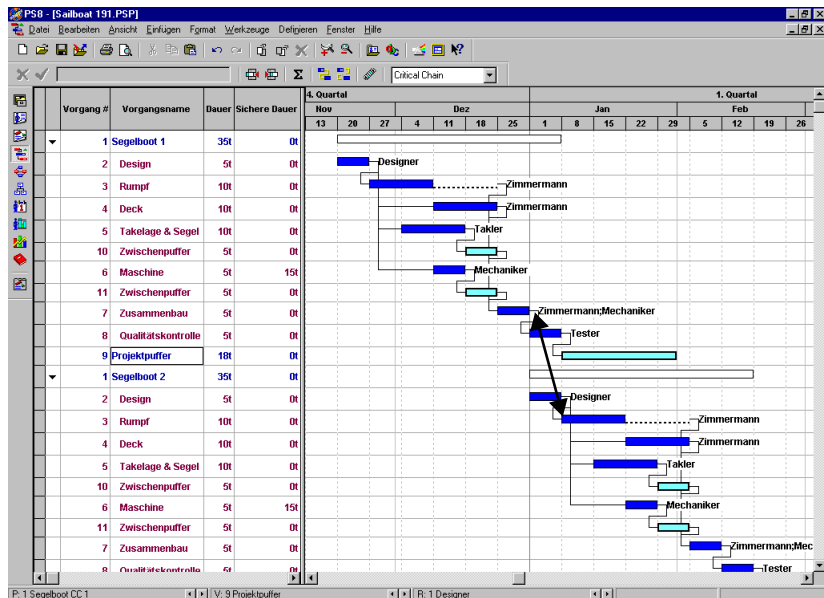 PS8 - [Sailboat 191.PSP]
Datei Bearbeiten Ansicht Einfügen Format Werkzeuge Definieren Fenster Hilfe
Critical Chain
4. Quartal 1. Quartal
Vorgang # Vorgangsname Dauer Sichere Dauer Nov Dez Jan Feb
13 20 27 4 11 18 25 1 8 15 22 29 5 12 19 26
1 Segelboot 1 35t 0t
2 Design 5t 0t Designer
3 Rumpf 10t 0t Zimmermann
4 Deck 10t 0t Zimmermann
5 Takelage & Segel 10t 0t Takler
10 Zwischenpuffer 5t 0t
6 Maschine 5t 15t Mechaniker
11 Zwischenpuffer 5t 0t
7 Zusammenbau 5t 0t Zimmermann;Mechaniker
8 Qualitätskontrolle 5t 0t Tester
9 Projektpuffer 18t 0t
1 Segelboot 2 35t 0t
2 Design 5t 0t Designer
3 Rumpf 10t 0t Zimmermann
4 Deck 10t 0t Zimmermann
5 Takelage & Segel 10t 0t Takler
10 Zwischenpuffer 5t 0t
6 Maschine 5t 15t Mechaniker
11 Zwischenpuffer 5t 0t
7 Zusammenbau 5t 0t Zimmermann;Mec
8 Qualitätskontrolle 5t 0t Tester
P: 1 Segelboot CC 1 V: 9 Projektpuffer R: 1 Designer